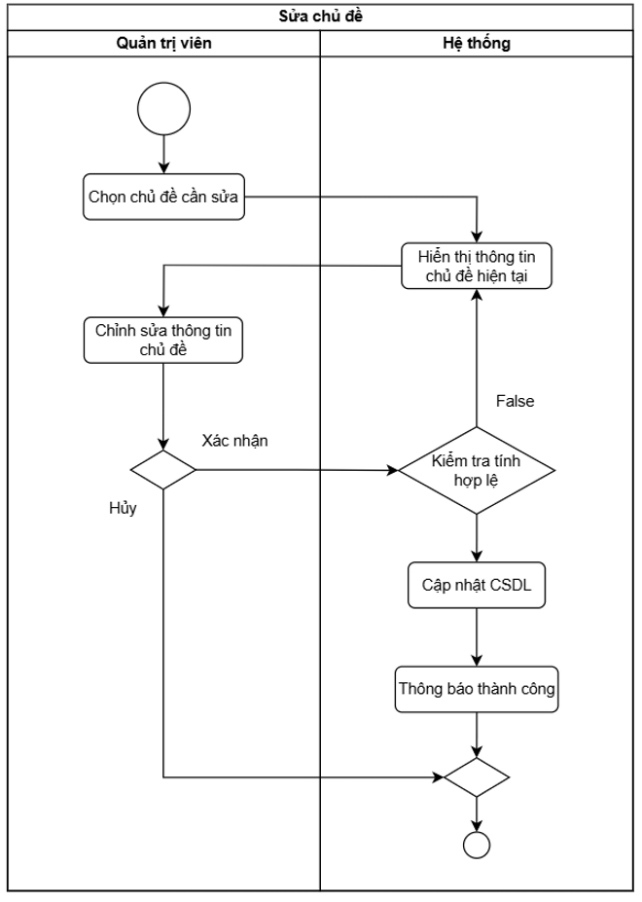 Sửa chủ đề
Quản trị viên
Hệ thống
Chọn chủ đề cần sửa
Hiển thị thông tin
chủ đề hiện tại
Chỉnh sửa thông tin
chủ đề
False
Xác nhận
Kiểm tra tính
hợp lệ
Hủy
Cập nhật CSDL
Thông báo thành công